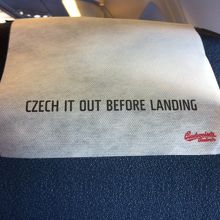 CZECH IT OUT BEFORE LANDING